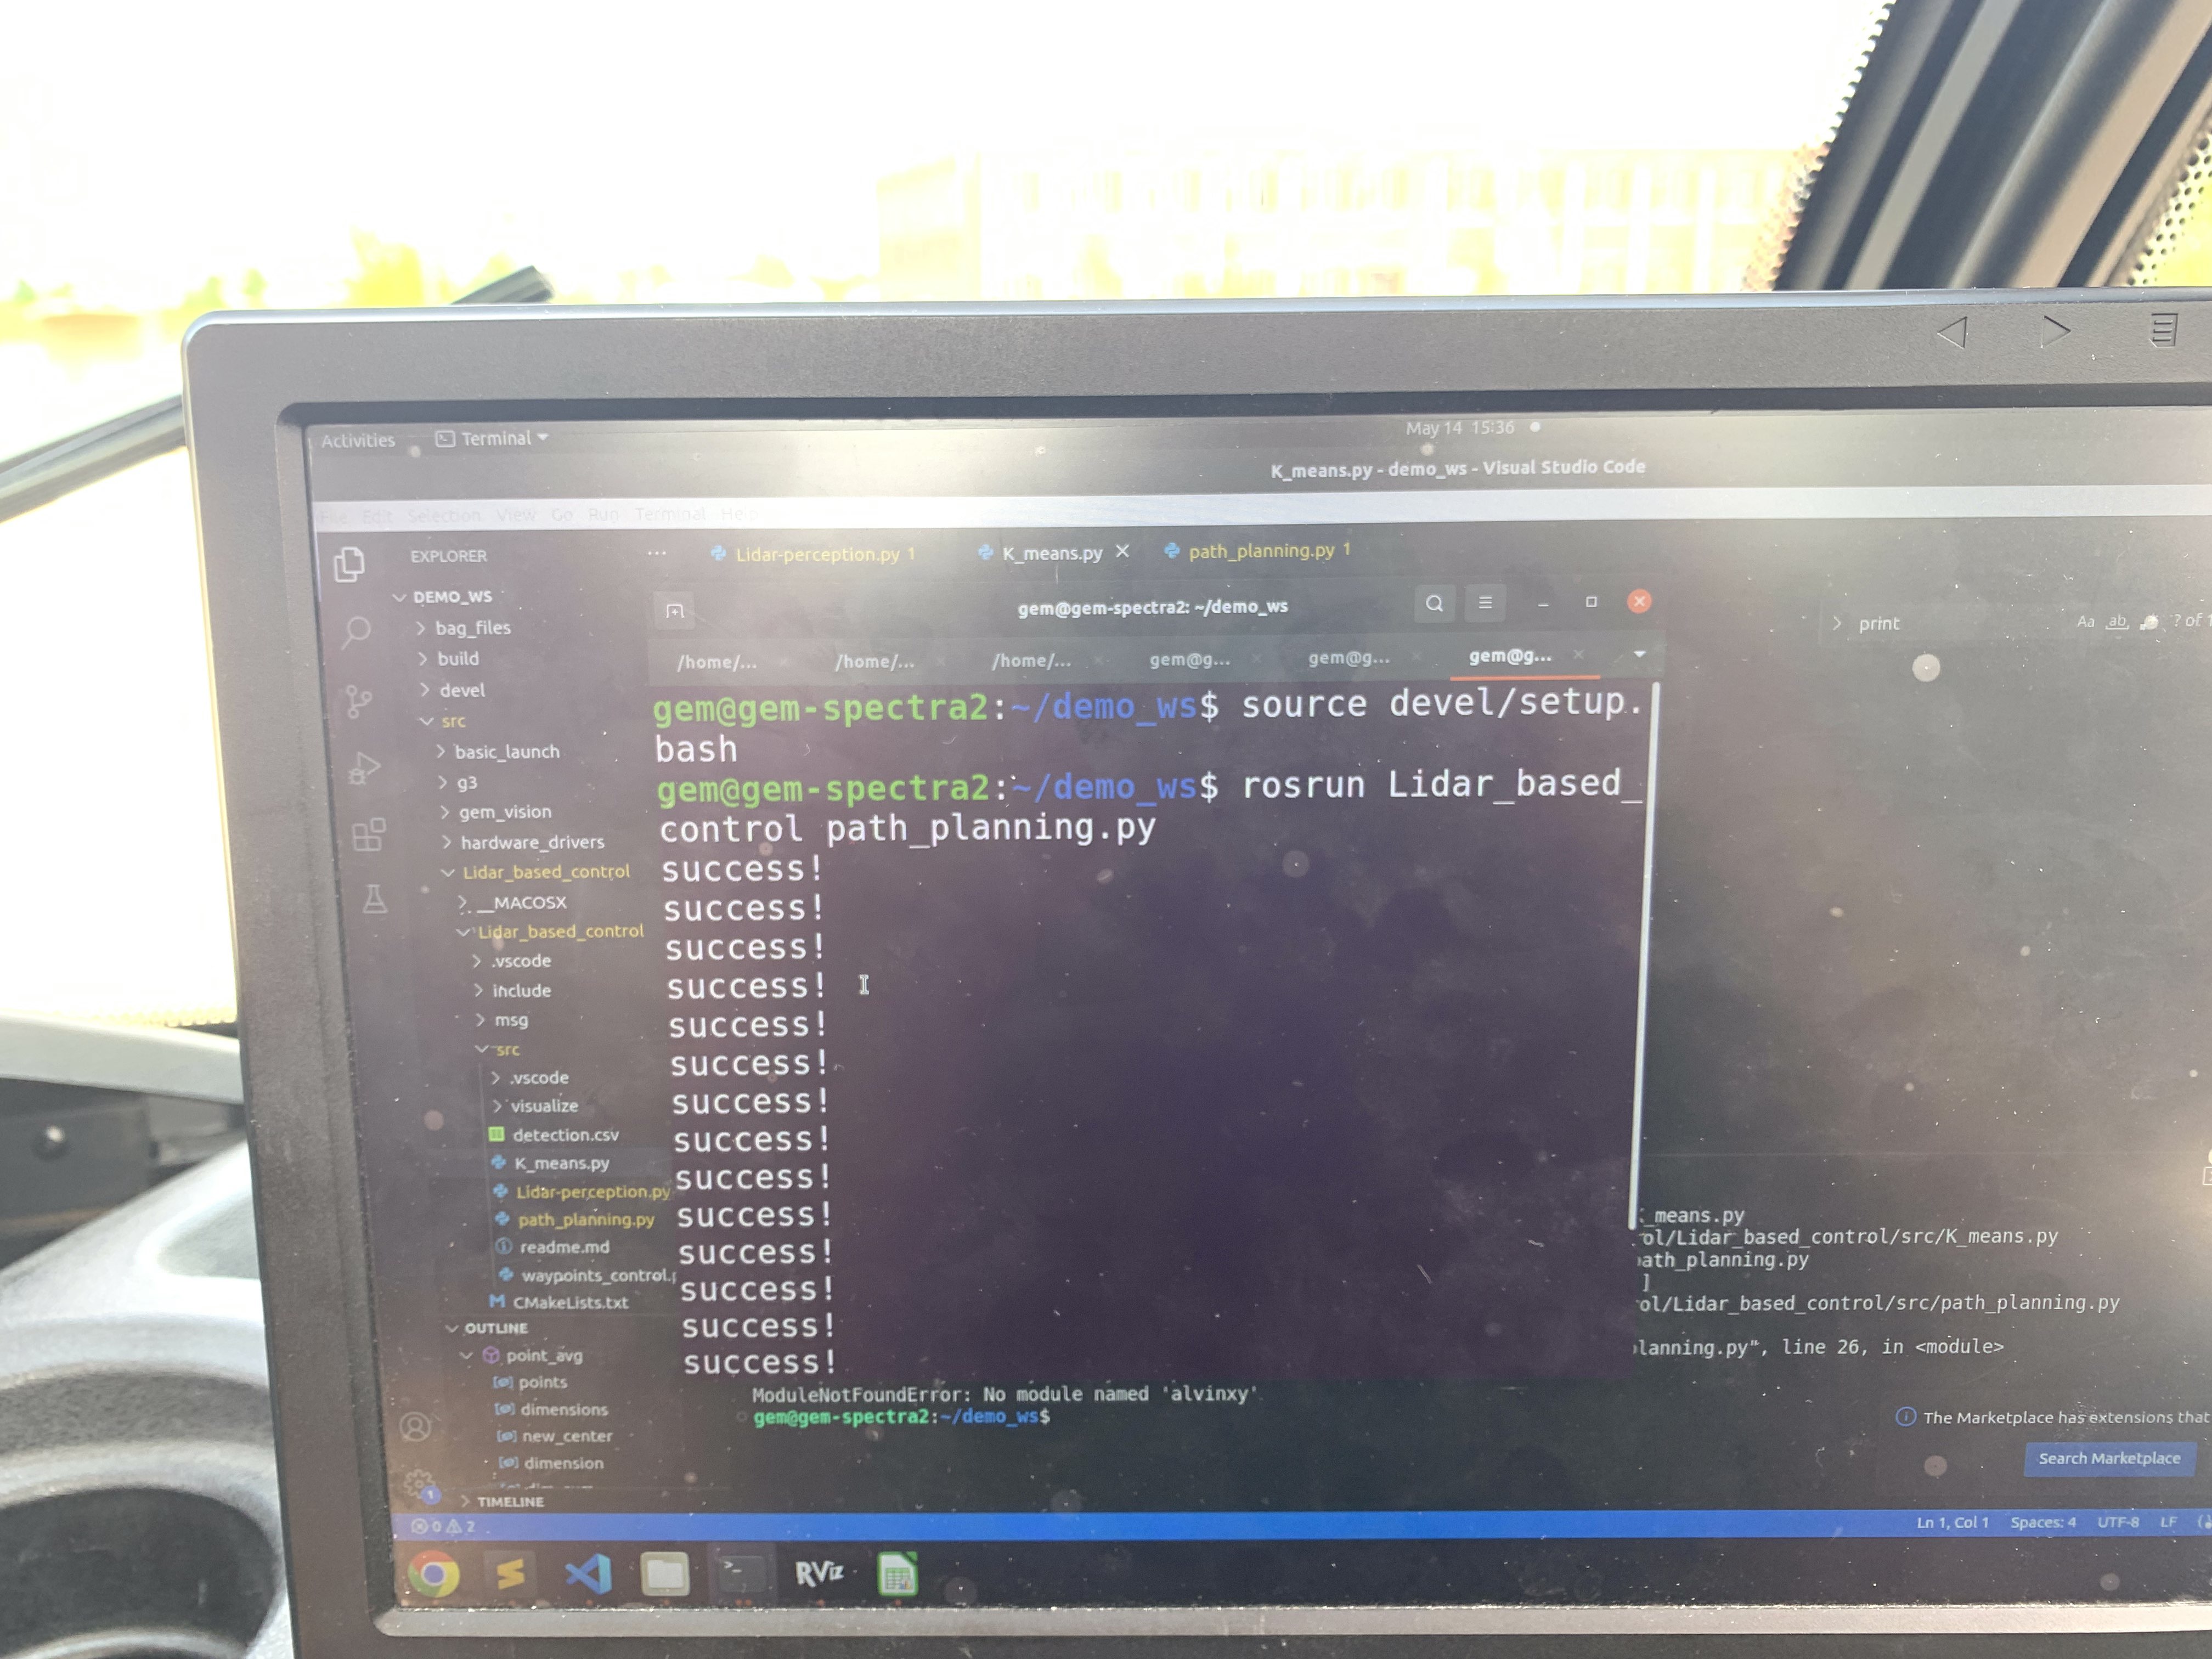 Activities
Terminal
May 14 15:36
K_means.py - demo_ws - Visual Studio Code
File Edit Selection View Go Run Terminal Help
EXPLORER
...
Lidar-perception.py 1
K_means.py
path_planning.py 1
DEMO_WS
bag_files
build
devel
src
basic_launch
g3
gem_vision
hardware_drivers
Lidar_based_control
__MACOSX
Lidar_based_control
.vscode
include
msg
src
.vscode
visualize
detection.csv
K_means.py
Lidar-perception.py
path_planning.py
readme.md
waypoints_control.
CMakeLists.txt
OUTLINE
point_avg
points
dimensions
new_center
dimension
TIMELINE
gem@gem-spectra2: ~/demo_ws
/home/...
/home/...
/home/...
gem@g...
gem@g...
gem@g...
gem@gem-spectra2:~/demo_ws$ source devel/setup.
bash
gem@gem-spectra2:~/demo_ws$ rosrun Lidar_based_
control path_planning.py
success!
success!
success!
success!
success!
success!
success!
success!
success!
success!
success!
success!
success!
success!
print
Aa ab ? of 1
_means.py
ol/Lidar_based_control/src/K_means.py
ath_planning.py
]
ol/Lidar_based_control/src/path_planning.py
lanning.py", line 26, in <module>
ModuleNotFoundError: No module named 'alvinxy'
gem@gem-spectra2:~/demo_ws$
The Marketplace has extensions that
Search Marketplace
0 2
Ln 1, Col 1 Spaces: 4 UTF-8 LF
RViz